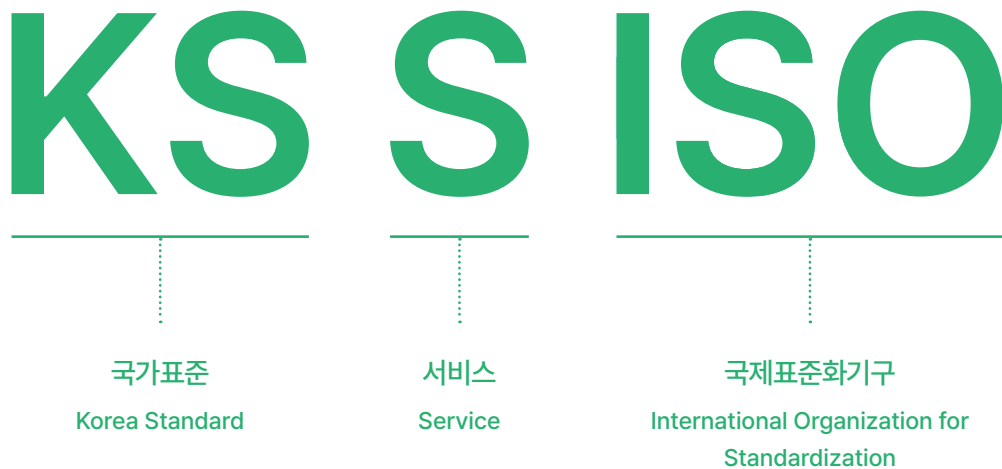 KS S ISO
국가표준
Korea Standard
서비스
Service
국제표준화기구
International Organization for
Standardization